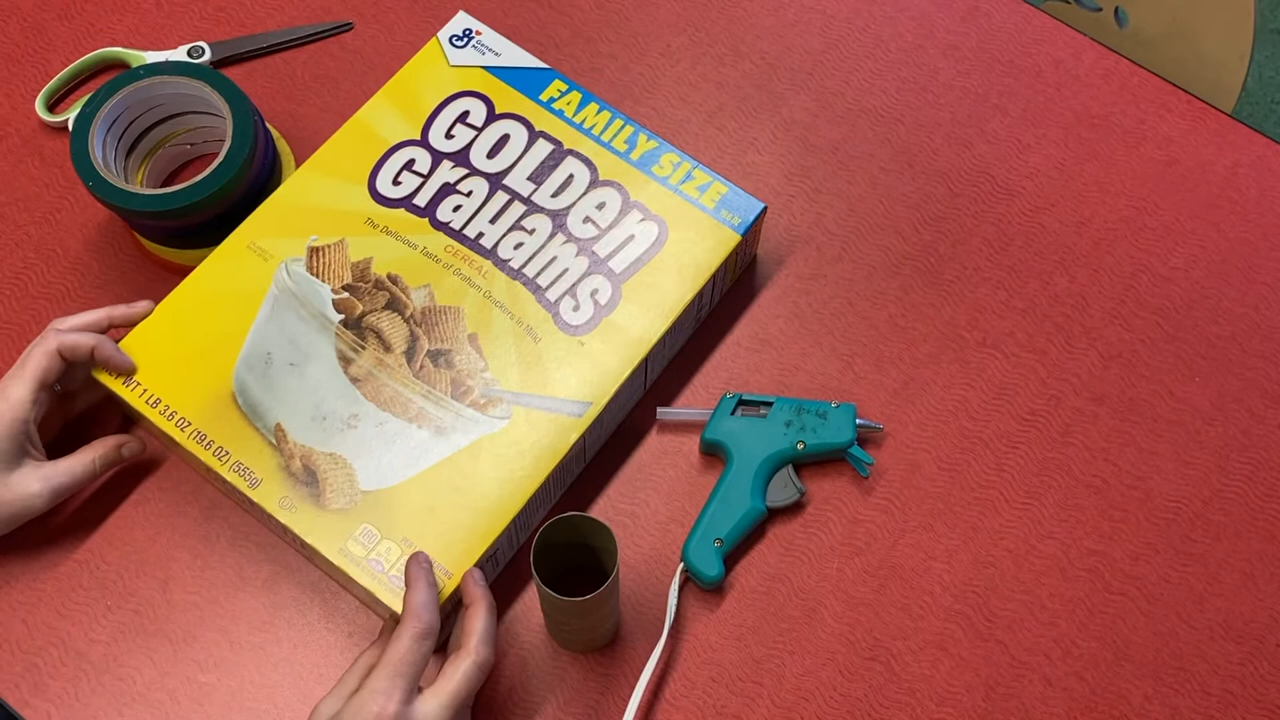 General
Mills
FAMILY SIZE
GOLDen
GraHams
CEREAL
The Delicious Taste of Graham Crackers in Milk!
NET WT 1 LB 3.6 OZ (19.6 OZ) (555g)
160